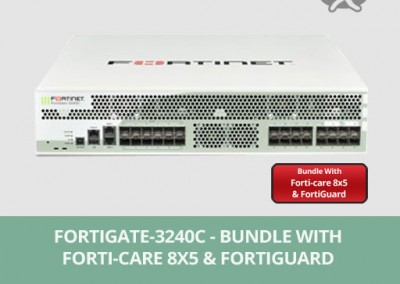 FORTINET
FORTINET
Bundle With
Forti-care 8x5
& FortiGuard
FORTIGATE-3240C - BUNDLE WITH
FORTI-CARE 8X5 & FORTIGUARD